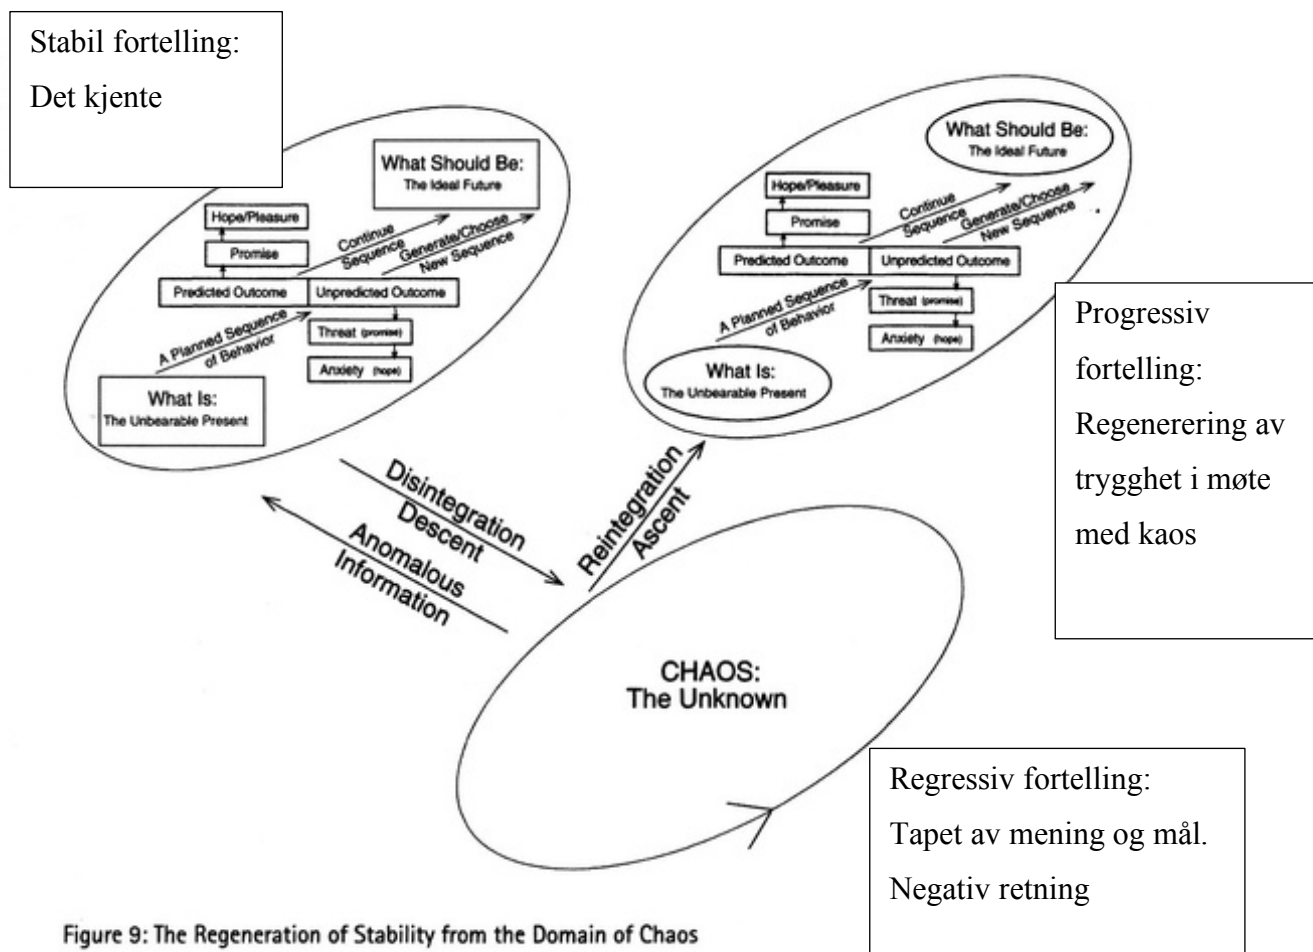 Stabil fortelling:
Det kjente
What Should Be:
The Ideal Future
Hope/Pleasure
Promise
Continue
Sequence
Generate/Choose
New Sequence
Predicted Outcome
Unpredicted Outcome
A Planned Sequence
of Behavior
Threat (promise)
Anxiety (hope)
What Is:
The Unbearable Present
What Should Be:
The Ideal Future
Hope/Pleasure
Promise
Continue
Sequence
Generate/Choose
New Sequence
Predicted Outcome
Unpredicted Outcome
A Planned Sequence
of Behavior
Threat (promise)
Anxiety (hope)
What Is:
The Unbearable Present
Progressiv
fortelling:
Regenerering av
trygghet i møte
med kaos
Disintegration
Descent
Anomalous
Information
Reintegration
Ascent
CHAOS:
The Unknown
Regressiv fortelling:
Tapet av mening og mål.
Negativ retning
Figure 9: The Regeneration of Stability from the Domain of Chaos